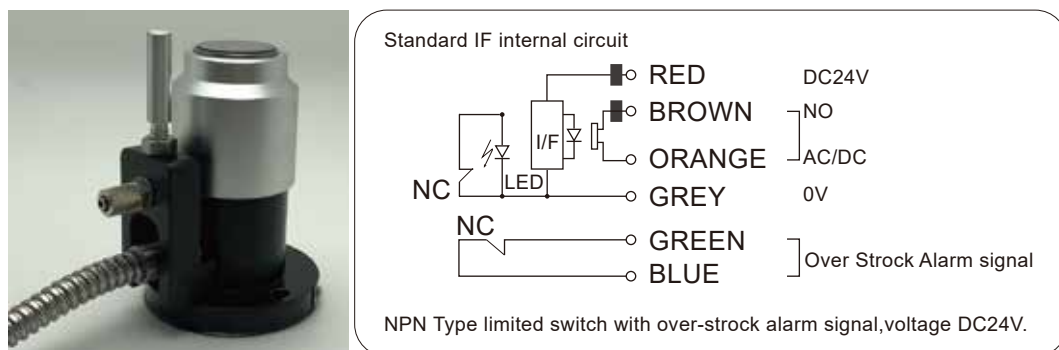 Standard IF internal circuit
RED DC24V
BROWN NO
I/F
ORANGE AC/DC
NC LED GREY 0V
NC GREEN
Over Strock Alarm signal
BLUE
NPN Type limited switch with over-strock alarm signal,voltage DC24V.